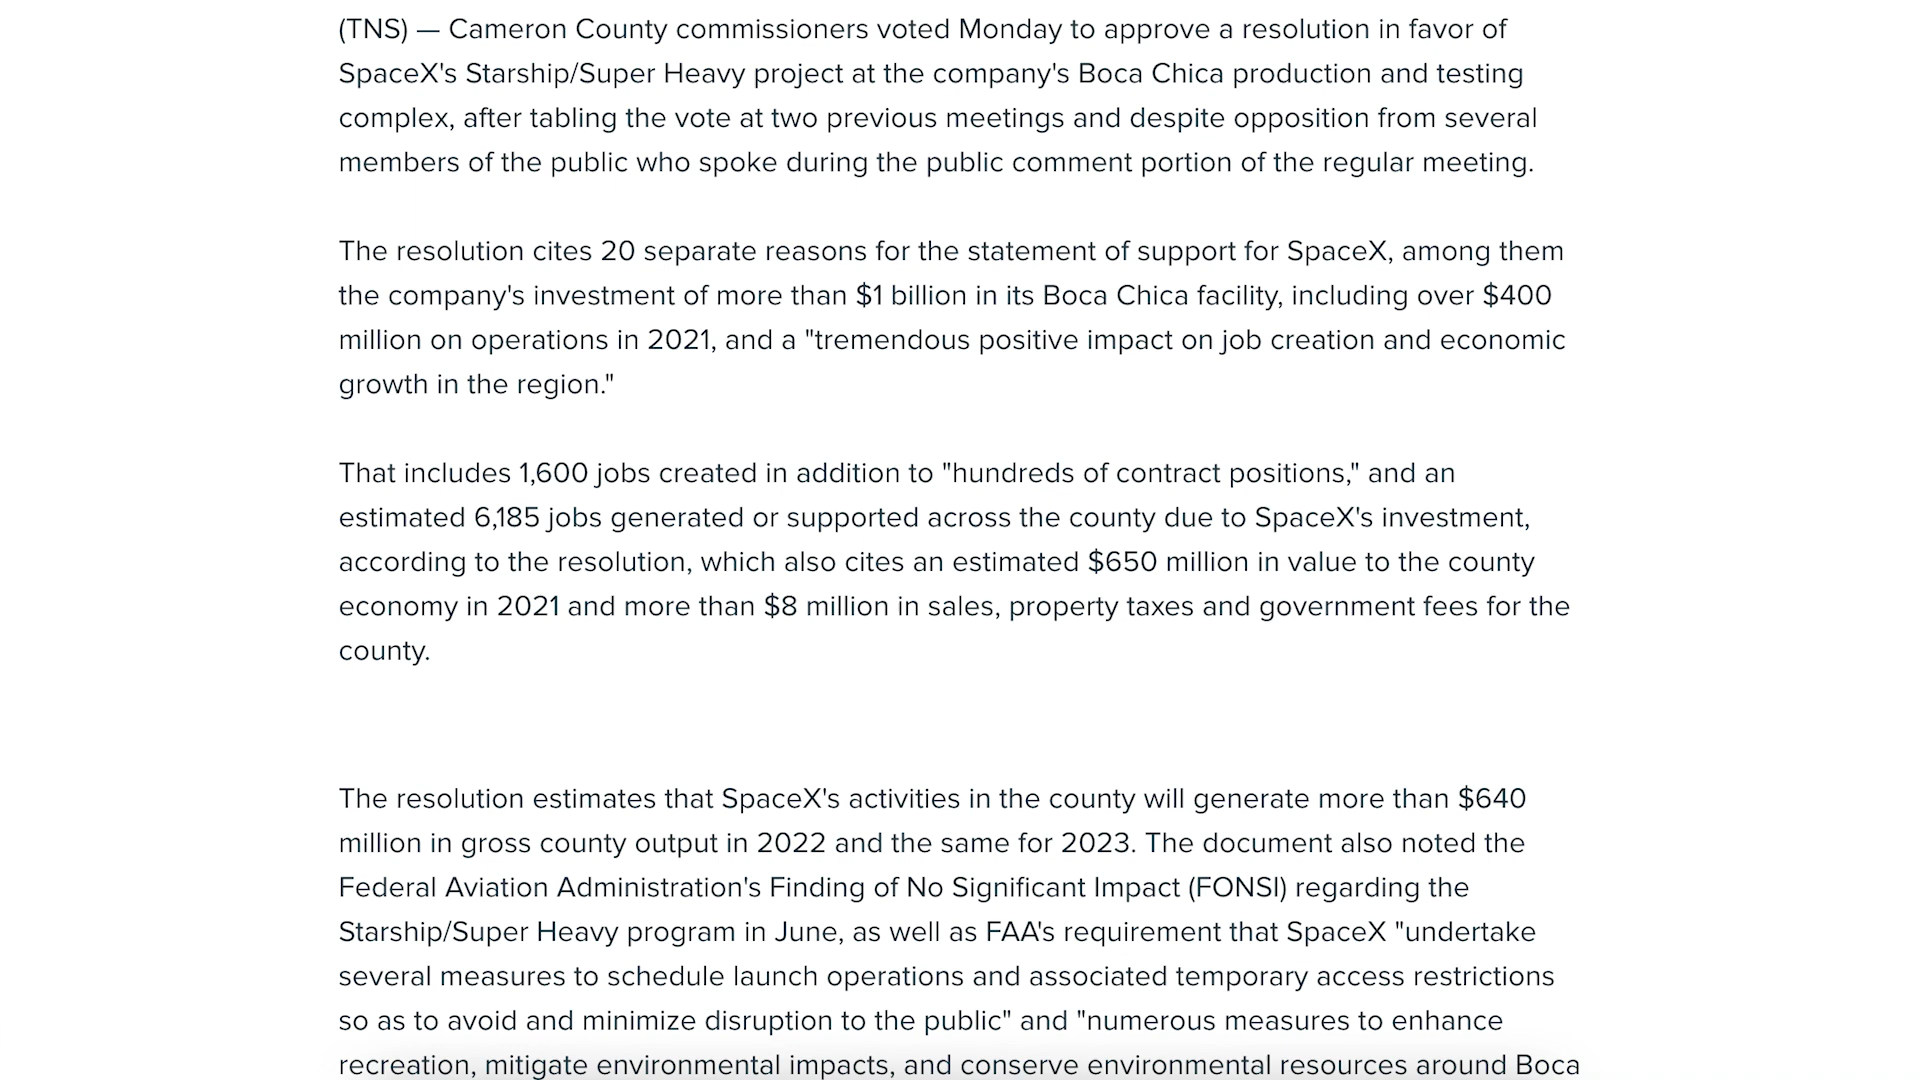 (TNS) — Cameron County commissioners voted Monday to approve a resolution in favor of
SpaceX's Starship/Super Heavy project at the company's Boca Chica production and testing
complex, after tabling the vote at two previous meetings and despite opposition from several
members of the public who spoke during the public comment portion of the regular meeting.
The resolution cites 20 separate reasons for the statement of support for SpaceX, among them
the company's investment of more than $1 billion in its Boca Chica facility, including over $400
million on operations in 2021, and a "tremendous positive impact on job creation and economic
growth in the region."
That includes 1,600 jobs created in addition to "hundreds of contract positions," and an
estimated 6,185 jobs generated or supported across the county due to SpaceX's investment,
according to the resolution, which also cites an estimated $650 million in value to the county
economy in 2021 and more than $8 million in sales, property taxes and government fees for the
county.
The resolution estimates that SpaceX's activities in the county will generate more than $640
million in gross county output in 2022 and the same for 2023. The document also noted the
Federal Aviation Administration's Finding of No Significant Impact (FONSI) regarding the
Starship/Super Heavy program in June, as well as FAA's requirement that SpaceX "undertake
several measures to schedule launch operations and associated temporary access restrictions
so as to avoid and minimize disruption to the public" and "numerous measures to enhance
recreation, mitigate environmental impacts, and conserve environmental resources around Boca